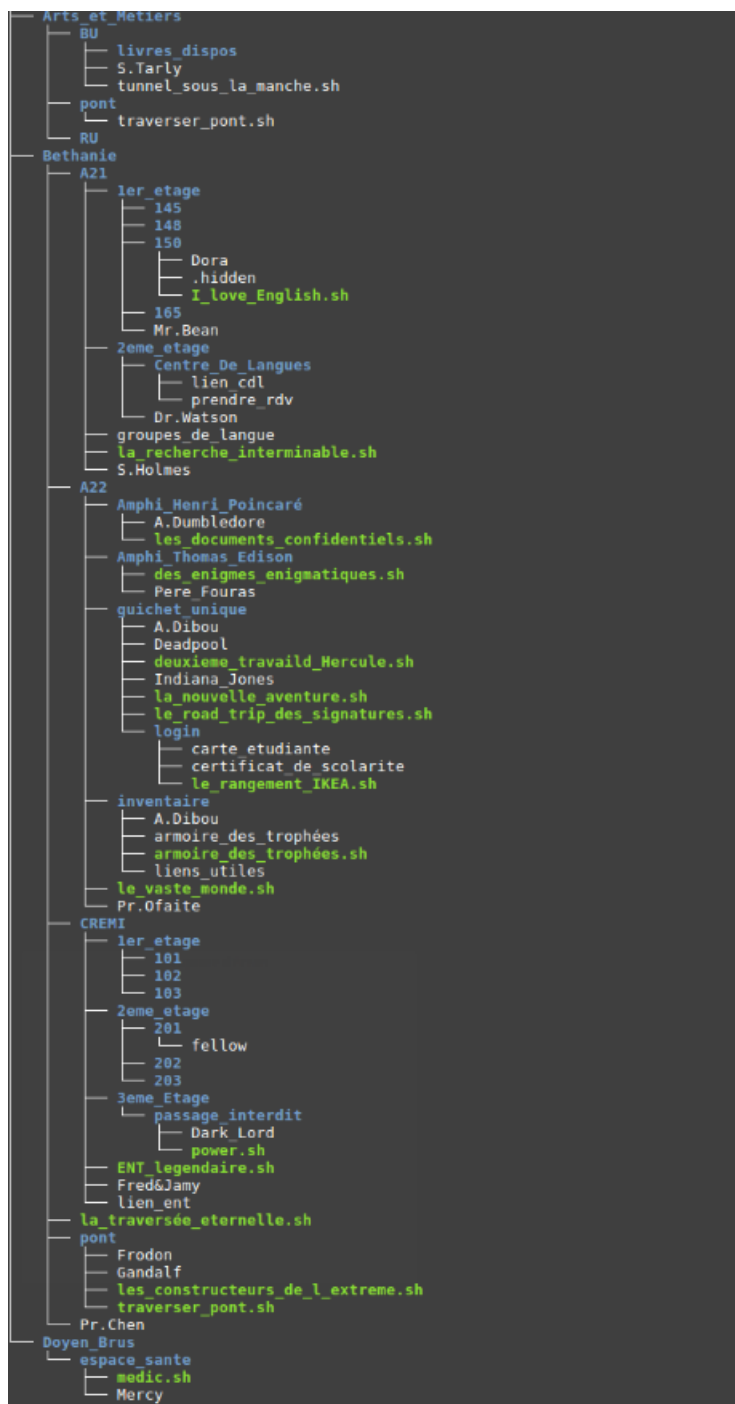 Arts_et_Metiers
BU
livres_dispos
S.Tarly
tunnel_sous_la_manche.sh
pont
traverser_pont.sh
RU
Bethanie
A21
1er_etage
145
148
150
Dora
.hidden
I_love_English.sh
165
Mr.Bean
2eme_etage
Centre_De_Langues
lien_cdl
prendre_rdv
Dr.Watson
groupes_de_langue
la_recherche_interminable.sh
S.Holmes
A22
Amphi_Henri_Poincaré
A.Dumbledore
les_documents_confidentiels.sh
Amphi_Thomas_Edison
des_enigmes_enigmatiques.sh
Pere_Fouras
guichet_unique
A.Dibou
Deadpool
deuxieme_travaild_Hercule.sh
Indiana_Jones
la_nouvelle_aventure.sh
le_road_trip_des_signatures.sh
login
carte_etudiante
certificat_de_scolarite
le_rangement_IKEA.sh
inventaire
A.Dibou
armoire_des_trophées
armoire_des_trophées.sh
liens_utiles
le_vaste_monde.sh
Pr.Ofaite
CREMI
1er_etage
101
102
103
2eme_etage
201
fellow
202
203
3eme_Etage
passage_interdit
Dark_Lord
power.sh
ENT_legendaire.sh
Fred&Jamy
lien_ent
la_traversée_eternelle.sh
pont
Frodon
Gandalf
les_constructeurs_de_l_extreme.sh
traverser_pont.sh
Pr.Chen
Doyen_Brus
espace_sante
medic.sh
Mercy